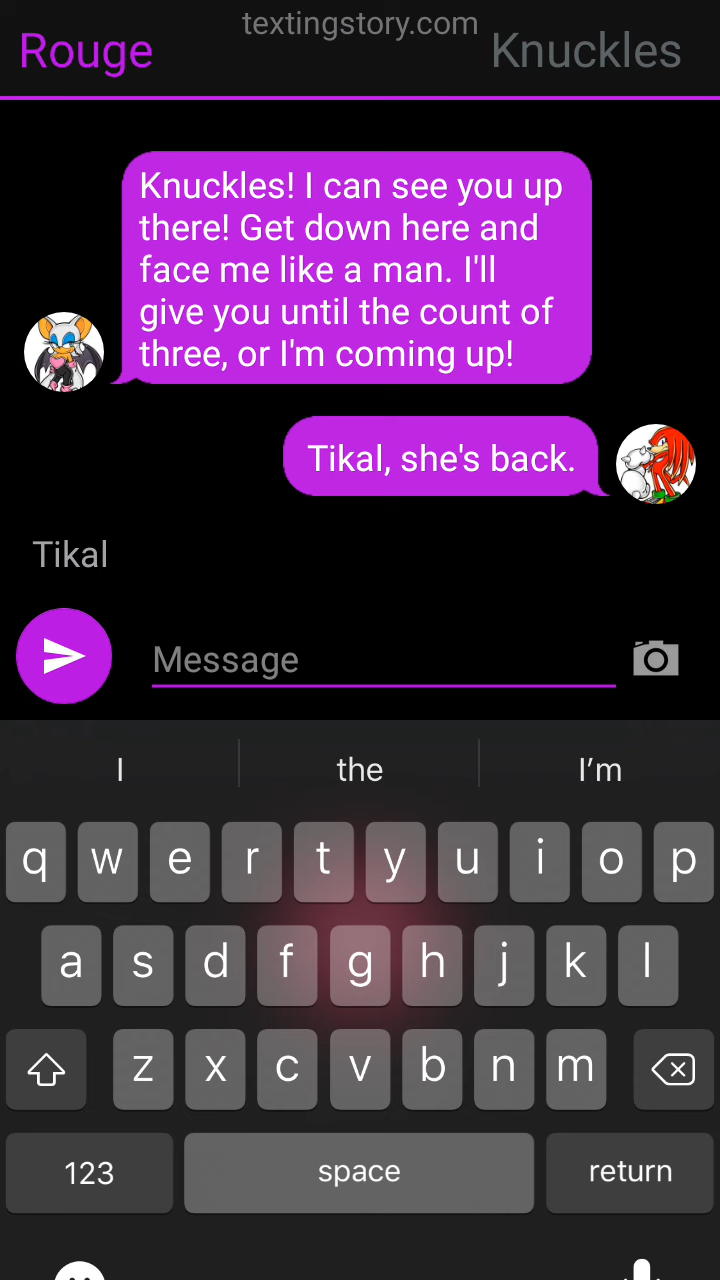 textingstory.com
Rouge
Knuckles
Knuckles! I can see you up
there! Get down here and
face me like a man. I'll
give you until the count of
three, or I'm coming up!
Tikal, she's back.
Tikal
Message
I the I’m
q w e r t y u i o p
a s d f g h j k l
z x c v b n m
123 space return